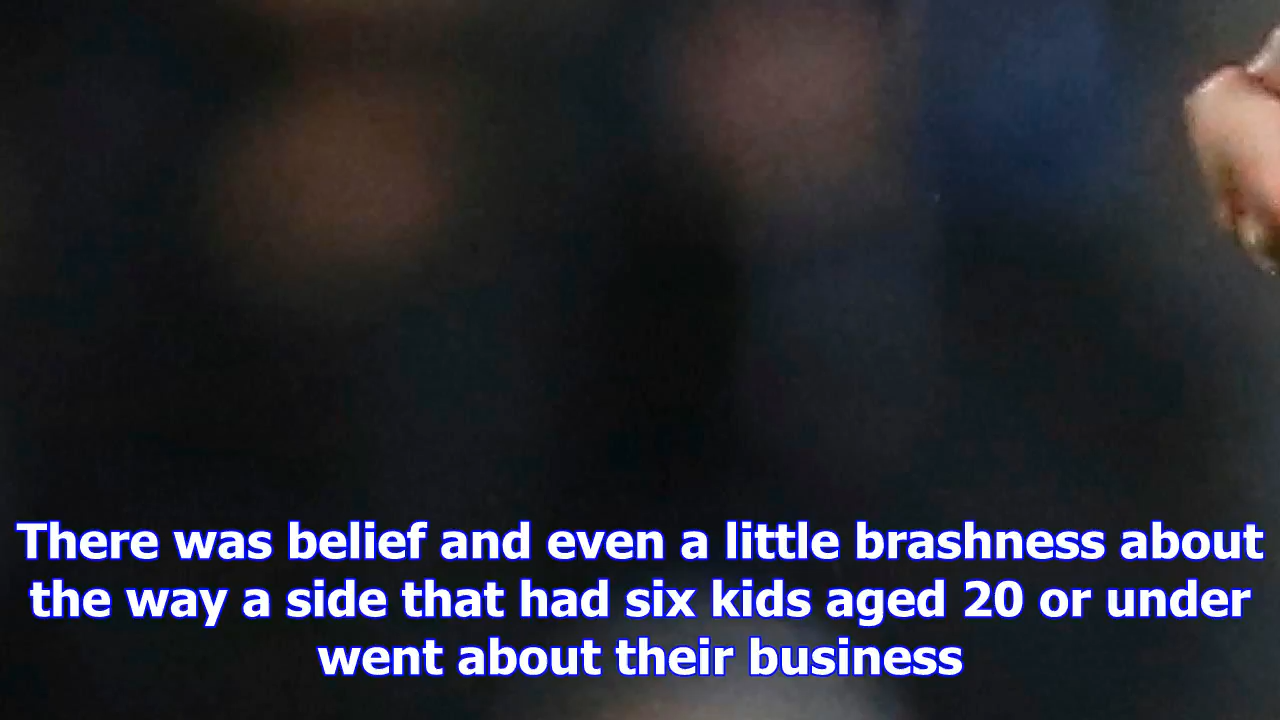 There was belief and even a little brashness about
the way a side that had six kids aged 20 or under
went about their business